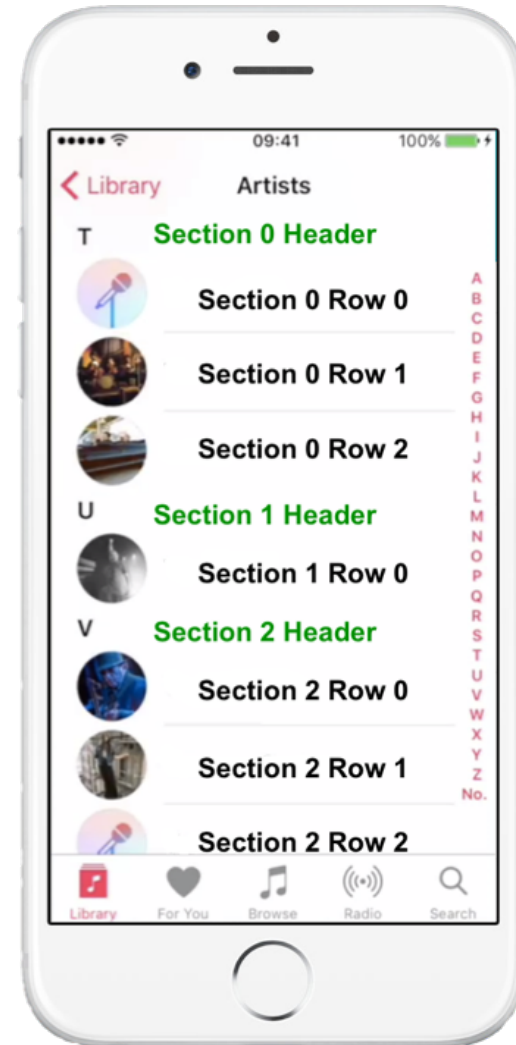 09:41 100%
Library Artists
T Section 0 Header
Section 0 Row 0
Section 0 Row 1
Section 0 Row 2
U Section 1 Header
Section 1 Row 0
V Section 2 Header
Section 2 Row 0
Section 2 Row 1
Section 2 Row 2
A
B
C
D
E
F
G
H
I
J
K
L
M
N
O
P
Q
R
S
T
U
V
W
X
Y
Z
No.
Library For You Browse Radio Search